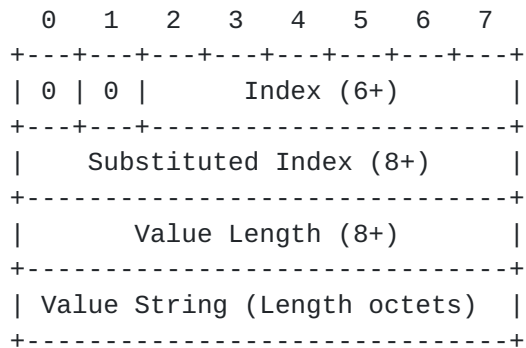 0   1   2   3   4   5   6   7
+---+---+---+---+---+---+---+---+
| 0 | 0 |      Index (6+)       |
+---+---+-----------------------+
|    Substituted Index (8+)     |
+-------------------------------+
|       Value Length (8+)       |
+-------------------------------+
| Value String (Length octets)  |
+-------------------------------+